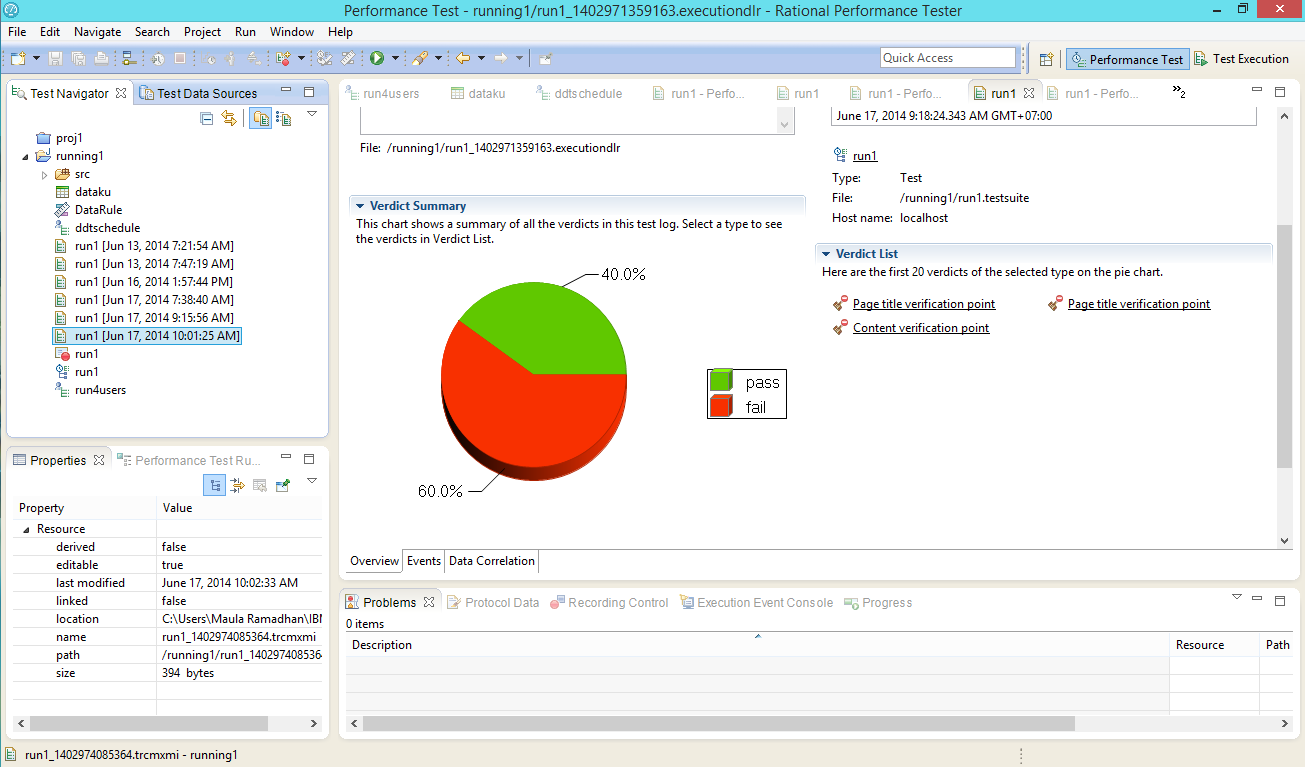 Performance Test - running1/run1_1402971359163.executiondlr - Rational Performance Tester
File Edit Navigate Search Project Run Window Help
Quick Access
Performance Test
Test Execution
Test Navigator
Test Data Sources
proj1
running1
src
dataku
DataRule
ddtschedule
run1 [Jun 13, 2014 7:21:54 AM]
run1 [Jun 13, 2014 7:47:19 AM]
run1 [Jun 16, 2014 1:57:44 PM]
run1 [Jun 17, 2014 7:38:40 AM]
run1 [Jun 17, 2014 9:15:56 AM]
run1 [Jun 17, 2014 10:01:25 AM]
run1
run1
run4users
Properties
Performance Test Ru...
Property Value
Resource
derived false
editable true
last modified June 17, 2014 10:02:33 AM
linked false
location C:\Users\Maula Ramadhan\IBM
name run1_1402974085364.trcmxmi
path /running1/run1_1402974085364
size 394 bytes
run4users dataku ddtschedule run1 - Perfo... run1 run1 - Perfo... run1 run1 - Perfo... »2
File: /running1/run1_1402971359163.executiondlr
Verdict Summary
This chart shows a summary of all the verdicts in this test log. Select a type to see
the verdicts in Verdict List.
40.0%
60.0%
pass
fail
June 17, 2014 9:18:24.343 AM GMT+07:00
run1
Type: Test
File: /running1/run1.testsuite
Host name: localhost
Verdict List
Here are the first 20 verdicts of the selected type on the pie chart.
Page title verification point
Page title verification point
Content verification point
Overview Events Data Correlation
Problems Protocol Data Recording Control Execution Event Console Progress
0 items
Description Resource Path
run1_1402974085364.trcmxmi - running1